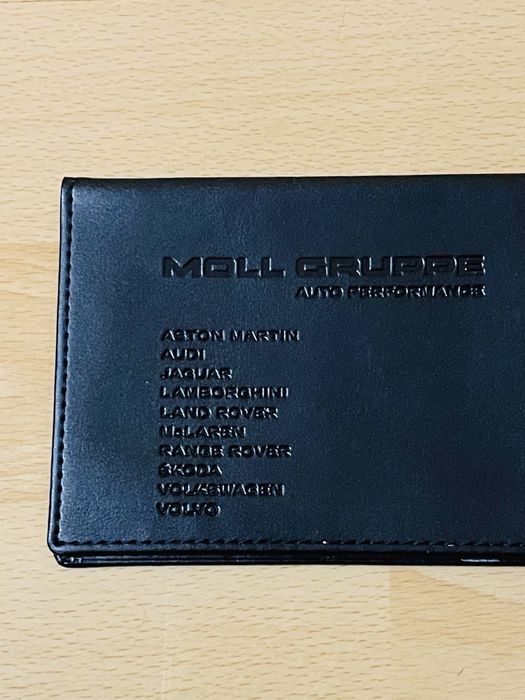 MOLL GRUPPE
AUTO PERFORMANCE
ASTON MARTIN
AUDI
JAGUAR
LAMBORGHINI
LAND ROVER
McLAREN
RANGE ROVER
ŠKODA
VOLKSWAGEN
VOLVO